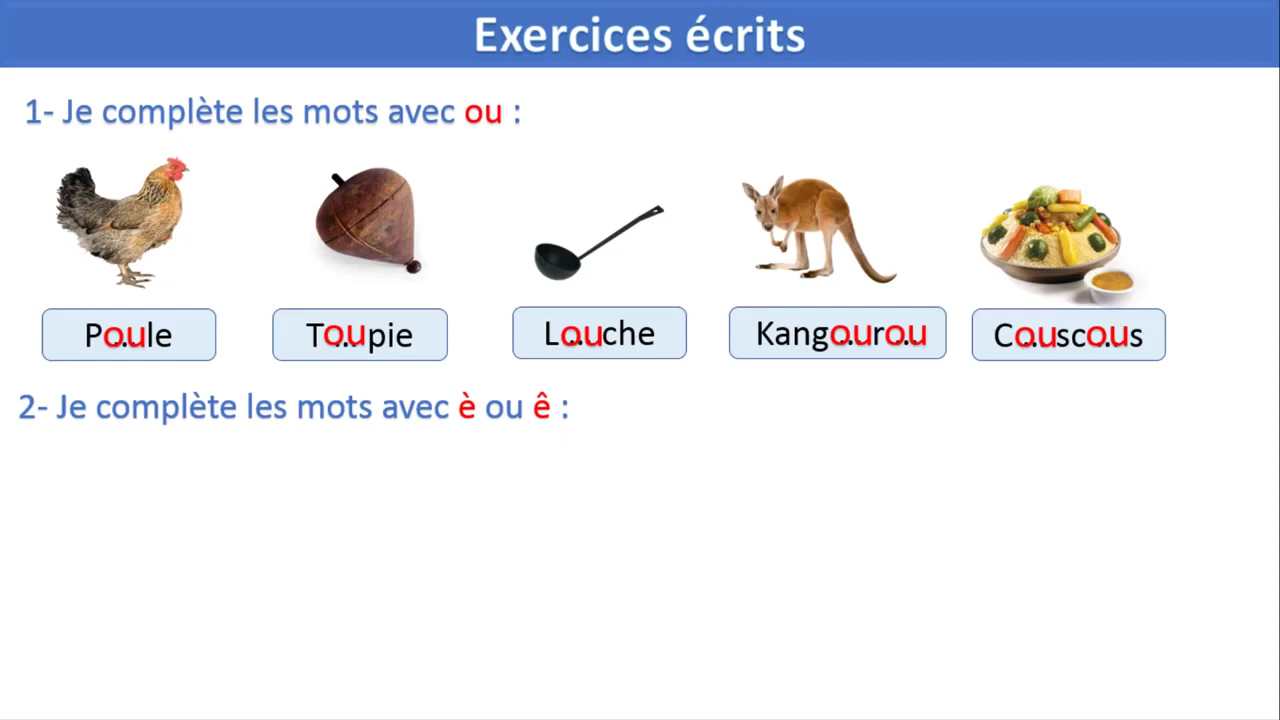 Exercices écrits
1- Je complète les mots avec ou :
Poule Toupie Louche Kangourou Couscous
2- Je complète les mots avec è ou ê :